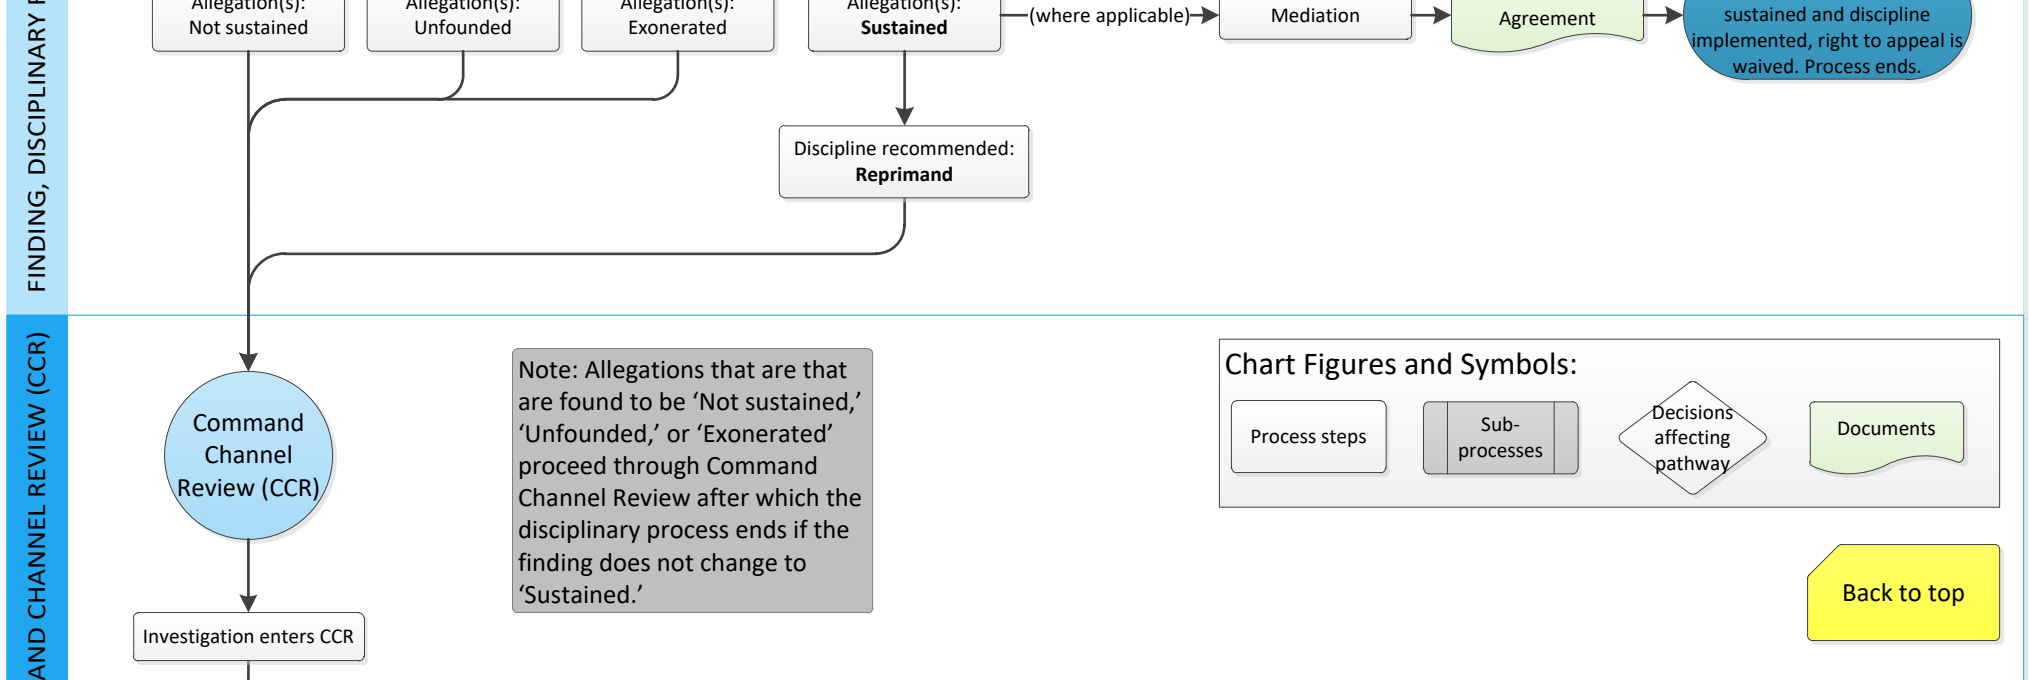 FINDING, DISCIPLINARY
Allegation(s):
Not sustained
Allegation(s):
Unfounded
Allegation(s):
Exonerated
Allegation(s):
Sustained
(where applicable)
Mediation
Agreement
sustained and discipline
implemented, right to appeal is
waived. Process ends.
Discipline recommended:
Reprimand
AND CHANNEL REVIEW (CCR)
Command
Channel
Review (CCR)
Investigation enters CCR
Note: Allegations that are that
are found to be ‘Not sustained,’
‘Unfounded,’ or ‘Exonerated’
proceed through Command
Channel Review after which the
disciplinary process ends if the
finding does not change to
‘Sustained.’
Chart Figures and Symbols:
Process steps
Sub-
processes
Decisions
affecting
pathway
Documents
Back to top